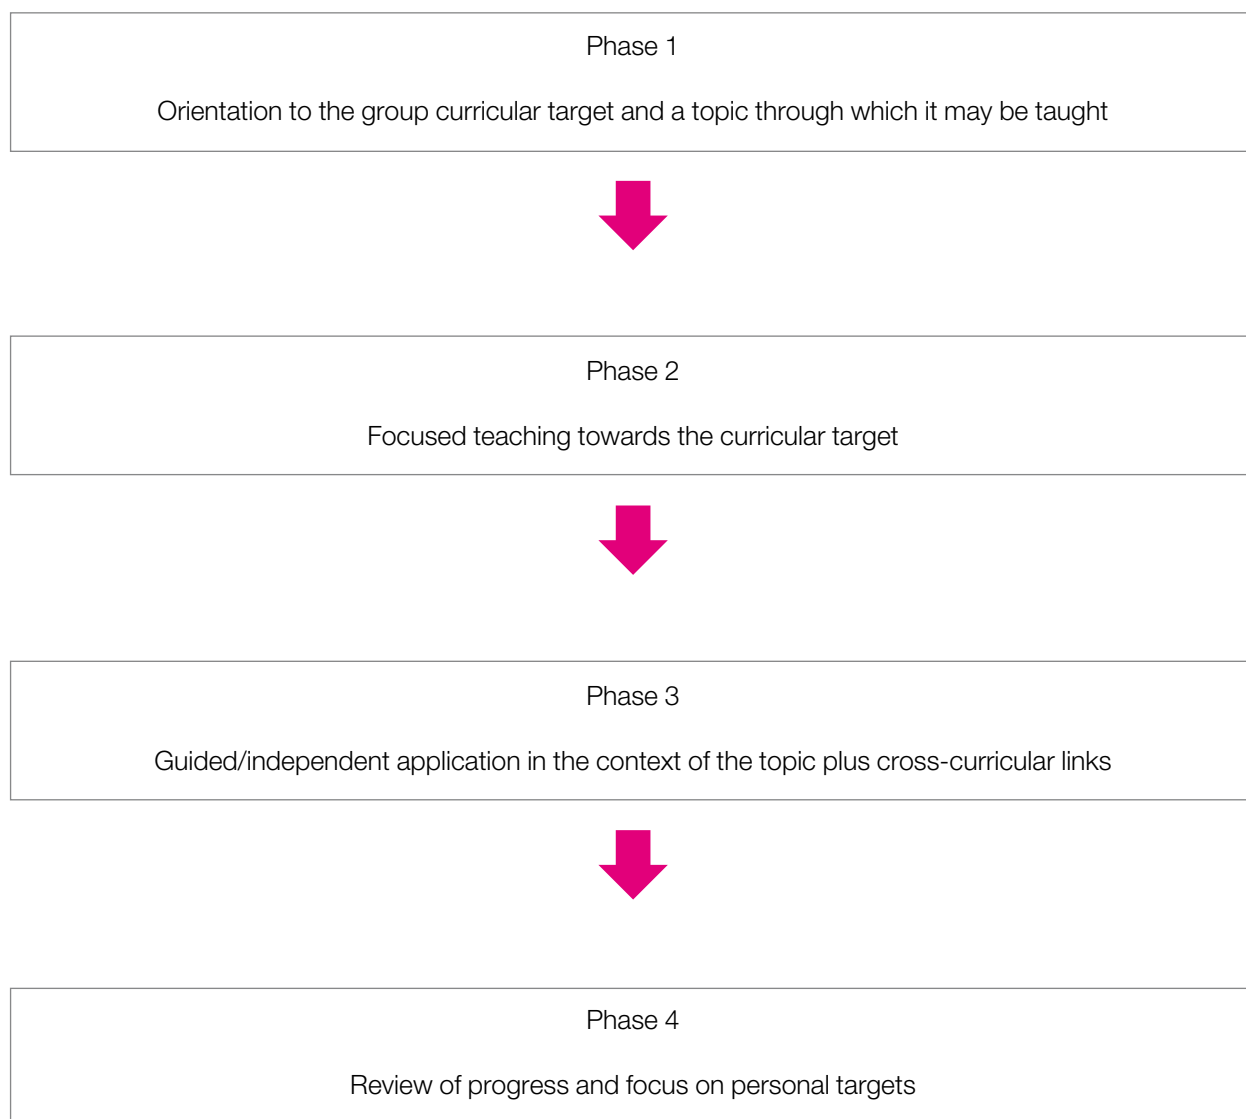 Phase 1
Orientation to the group curricular target and a topic through which it may be taught
Phase 2
Focused teaching towards the curricular target
Phase 3
Guided/independent application in the context of the topic plus cross-curricular links
Phase 4
Review of progress and focus on personal targets